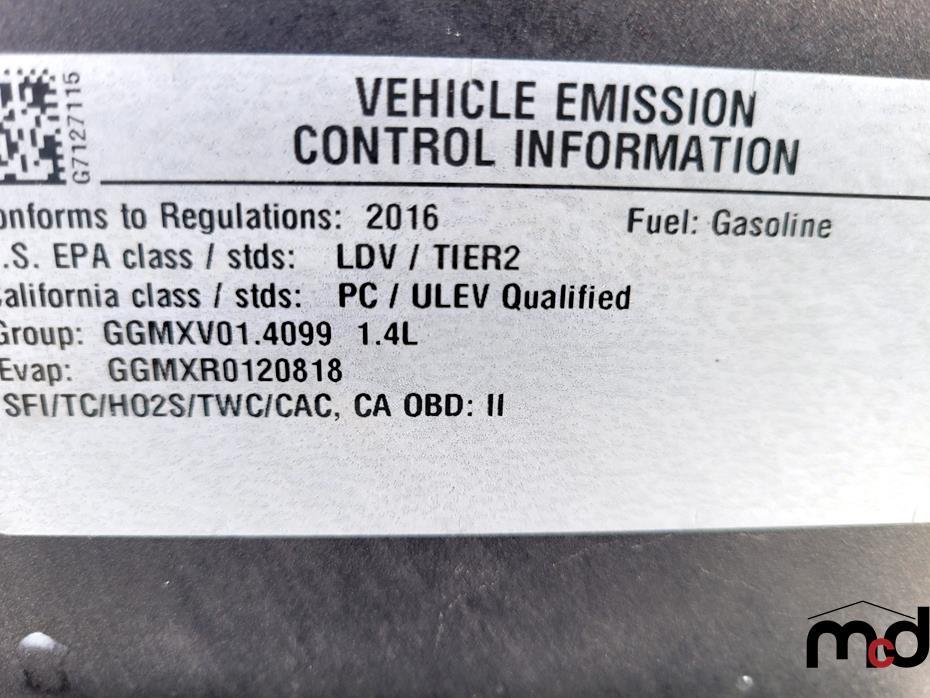 VEHICLE EMISSION
CONTROL INFORMATION
G7127115
onforms to Regulations: 2016 Fuel: Gasoline
.S. EPA class / stds: LDV / TIER2
alifornia class / stds: PC / ULEV Qualified
Group: GGMXV01.4099 1.4L
Evap: GGMXR0120818
SFI/TC/HO2S/TWC/CAC, CA OBD: II
mcd